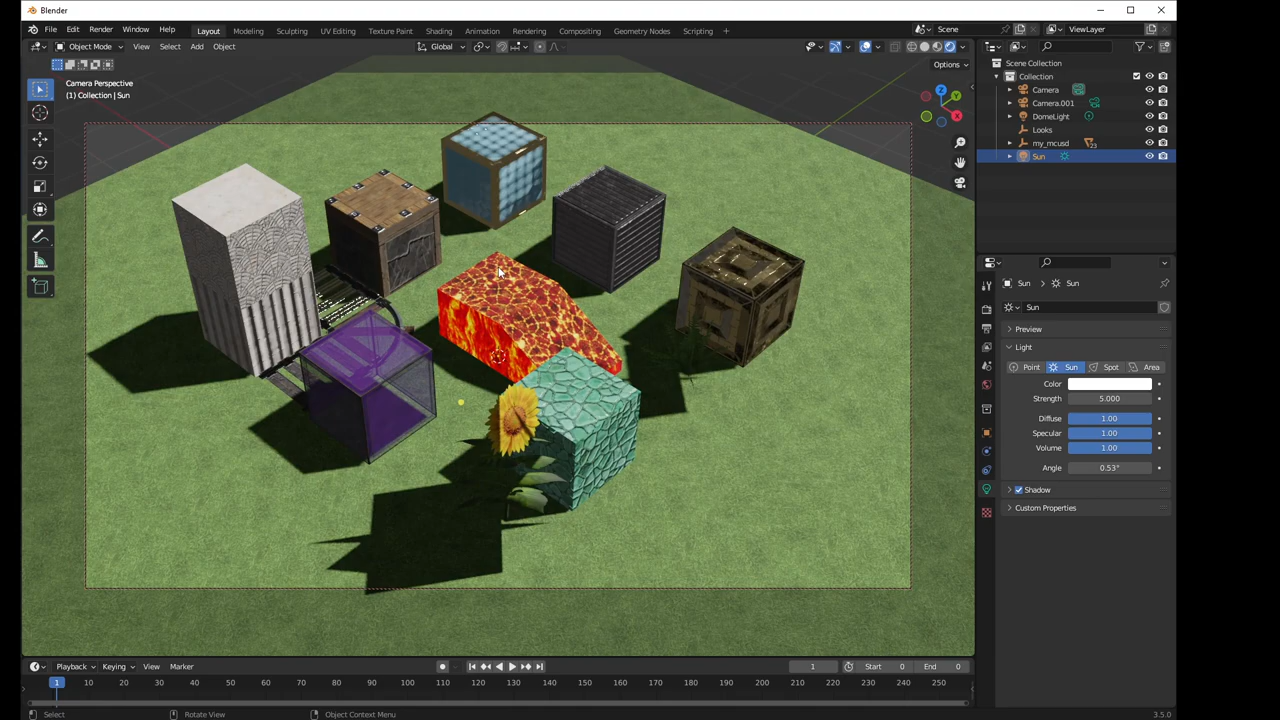 Blender
File Edit Render Window Help Layout Modeling Sculpting UV Editing Texture Paint Shading Animation Rendering Compositing Geometry Nodes Scripting + Scene ViewLayer
Object Mode View Select Add Object Global
Options
Camera Perspective
(1) Collection | Sun
Z
Y
X
Scene Collection
Collection
Camera
Camera.001
DomeLight
Looks
my_mcusd 23
Sun
Sun > Sun
Sun
Preview
Light
Point Sun Spot Area
Color
Strength 5.000
Diffuse 1.00
Specular 1.00
Volume 1.00
Angle 0.53°
Shadow
Custom Properties
Playback Keying View Marker 1 Start 0 End 0
1 10 20 30 40 50 60 70 80 90 100 110 120 130 140 150 160 170 180 190 200 210 220 230 240 250
Select Rotate View Object Context Menu 3.5.0